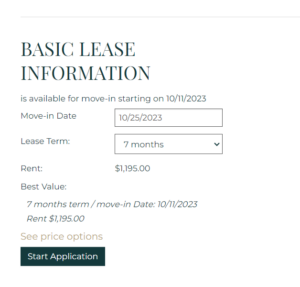 BASIC LEASE
INFORMATION
is available for move-in starting on 10/11/2023
Move-in Date 10/25/2023
Lease Term: 7 months
Rent: $1,195.00
Best Value:
7 months term / move-in Date: 10/11/2023
Rent $1,195.00
See price options
Start Application